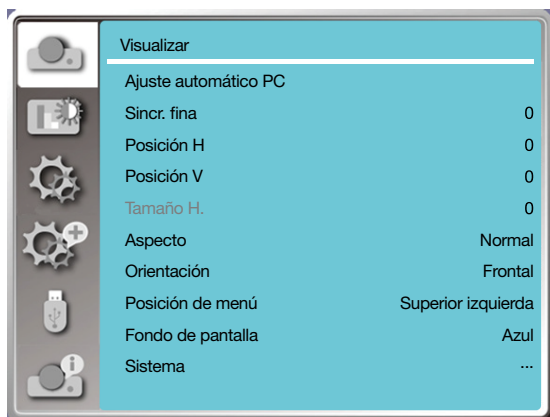 Visualizar
Ajuste automático PC
Sincr. fina 0
Posición H 0
Posición V 0
Tamaño H. 0
Aspecto Normal
Orientación Frontal
Posición de menú Superior izquierda
Fondo de pantalla Azul
Sistema ...